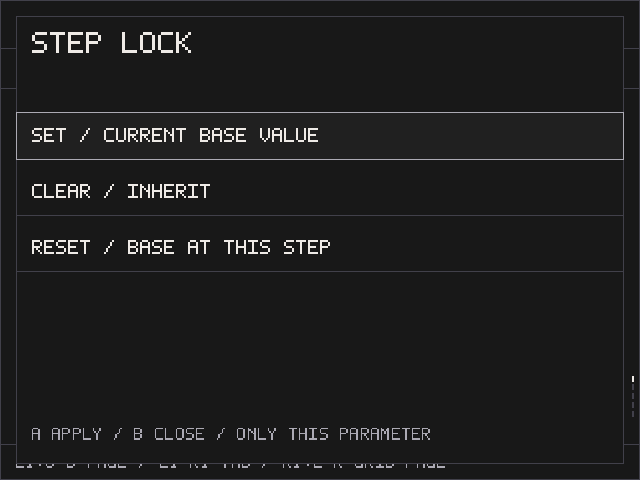 STEP LOCK
SET / CURRENT BASE VALUE
CLEAR / INHERIT
RESET / BASE AT THIS STEP
A APPLY / B CLOSE / ONLY THIS PARAMETER